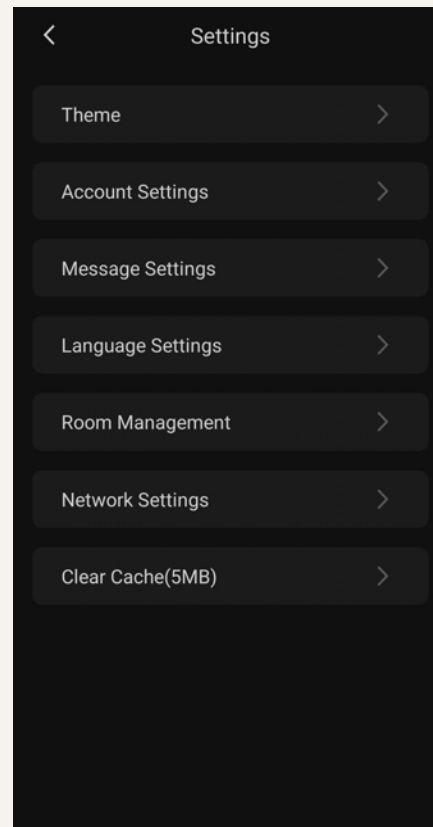 Settings
Theme
Account Settings
Message Settings
Language Settings
Room Management
Network Settings
Clear Cache(5MB)